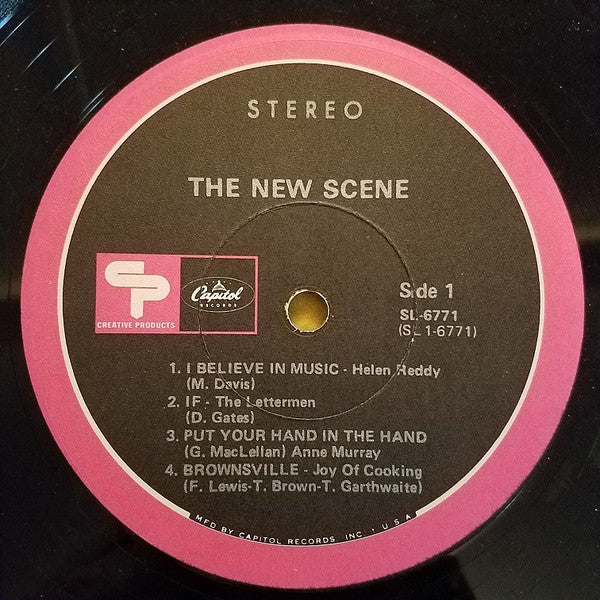 STEREO
THE NEW SCENE
CREATIVE PRODUCTS
Capitol
RECORDS
Side 1
SL-6771
(SL 1-6771)
1. I BELIEVE IN MUSIC - Helen Reddy
(M. Davis)
2. IF - The Lettermen
(D. Gates)
3. PUT YOUR HAND IN THE HAND
(G. MacLellan) Anne Murray
4. BROWNSVILLE - Joy Of Cooking
(F. Lewis-T. Brown-T. Garthwaite)
MFD BY CAPITOL RECORDS INC • U S A